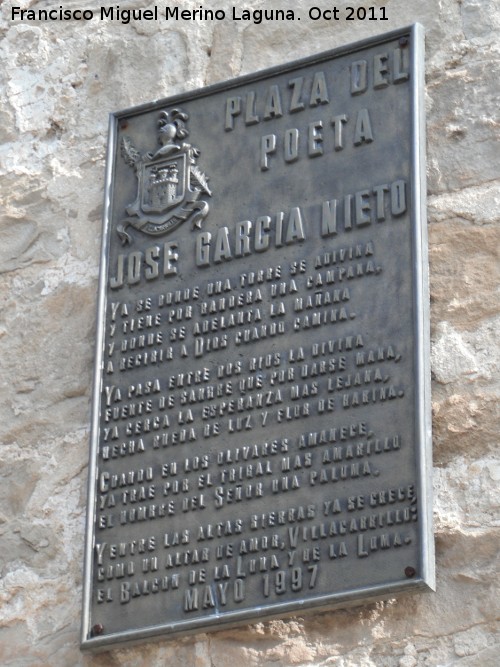 Francisco Miguel Merino Laguna. Oct 2011
PLAZA DEL
POETA
JOSE GARCIA NIETO
YA SE DONDE UNA TORRE SE ADIVINA
Y TIENE POR BANDERA UNA CAMPANA,
Y DONDE SE ADELANTA LA MAÑANA
A RECIBIR A DIOS CUANDO CAMINA.
YA PASA ENTRE DOS RIOS LA DIVINA
FUENTE DE SANGRE QUE POR DARSE MANA,
YA CERCA LA ESPERANZA MAS LEJANA,
HECHA CUERDA DE LUZ Y FLOR DE HARINA.
CUANDO EN LOS OLIVARES AMANECE,
YA TRAE POR EL TRIGAL MAS AMARILLO
EL NOMBRE DEL SEÑOR UNA PALOMA.
Y ENTRE LAS ALTAS SIERRAS YA SE CRECE,
COMO UN ALTAR DE AMOR, VILLACARRILLO:
EL BALCON DE LA LUNA Y DE LA LOMA.
MAYO 1997